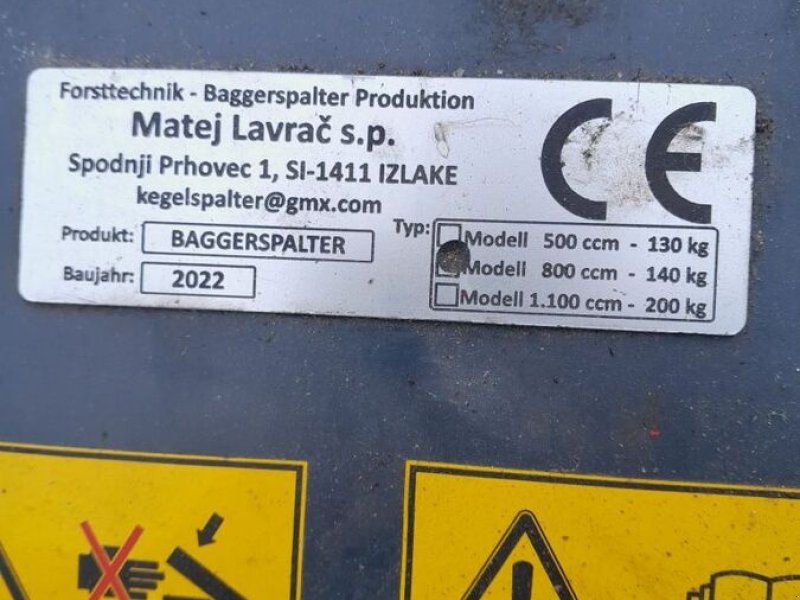 Forsttechnik - Baggerspalter Produktion
Matej Lavrač s.p.
Spodnji Prhovec 1, SI-1411 IZLAKE
kegelspalter@gmx.com
CE
Produkt: BAGGERSPALTER
Baujahr: 2022
Typ:
Modell 500 ccm - 130 kg
Modell 800 ccm - 140 kg
Modell 1.100 ccm - 200 kg